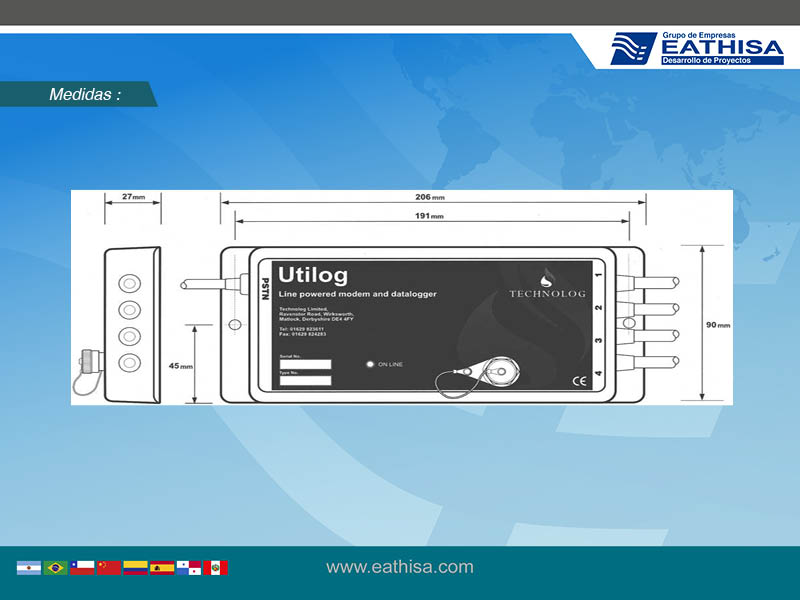 Grupo de Empresas
EATHISA
Desarrollo de Proyectos
Medidas :
27mm
206 mm
191mm
PSTN
Utilog
Line powered modem and datalogger
Technolog Limited,
Ravenstor Road, Wirksworth,
Matlock, Derbyshire DE4 4FY
Tel: 01629 823611
Fax: 01629 824283
Serial No.
Type No.
ON LINE
TECHNOLOG
CE
1
2
3
4
45mm
90mm
www.eathisa.com